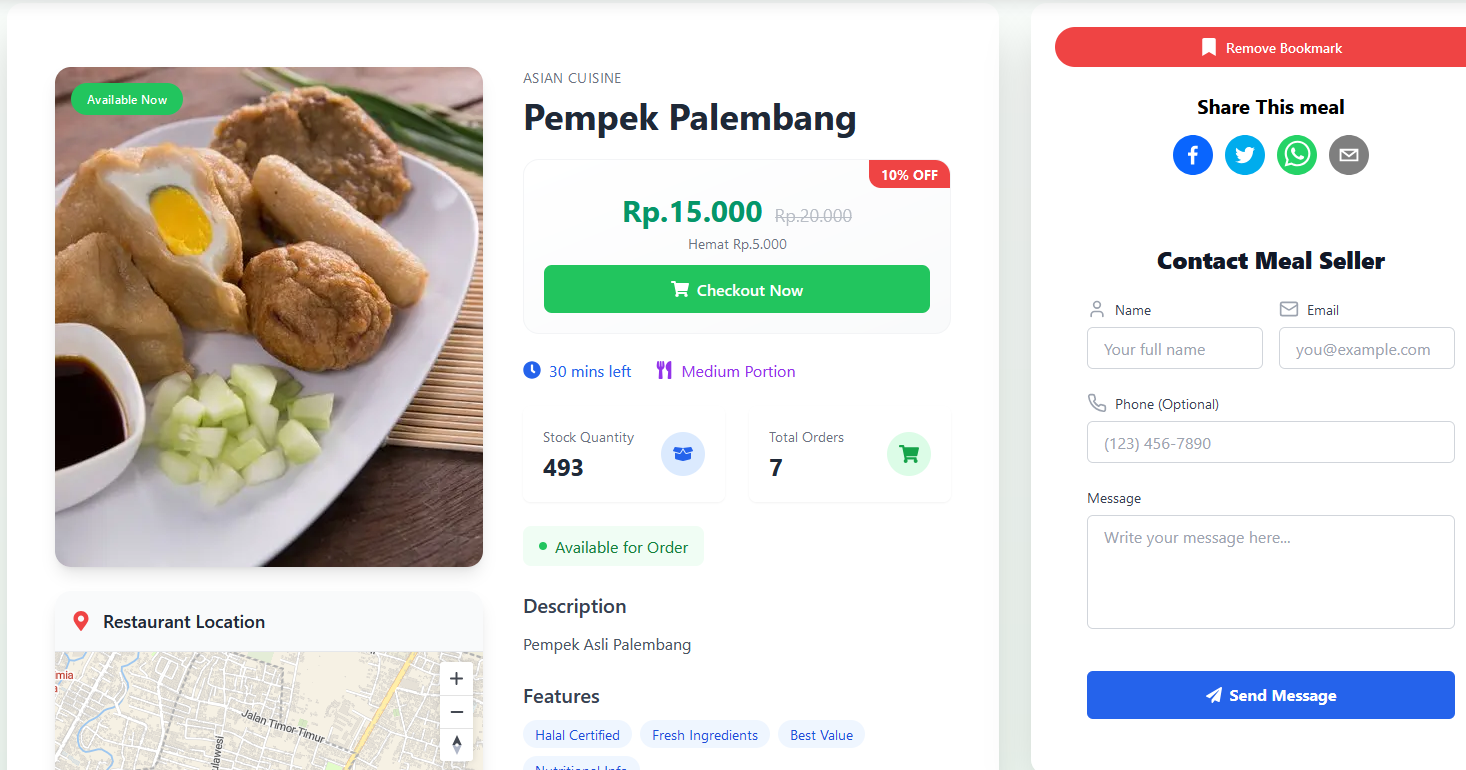 Available Now
ASIAN CUISINE
Pempek Palembang
10% OFF
Rp.15.000 Rp.20.000
Hemat Rp.5.000
Checkout Now
30 mins left Medium Portion
Stock Quantity
493
Total Orders
7
Available for Order
Description
Pempek Asli Palembang
Features
Halal Certified Fresh Ingredients Best Value
Nutritional Info
Restaurant Location
mia
Jalan Timor-Timur
ulawesi
Remove Bookmark
Share This meal
Contact Meal Seller
Name Email
Your full name you@example.com
Phone (Optional)
(123) 456-7890
Message
Write your message here...
Send Message